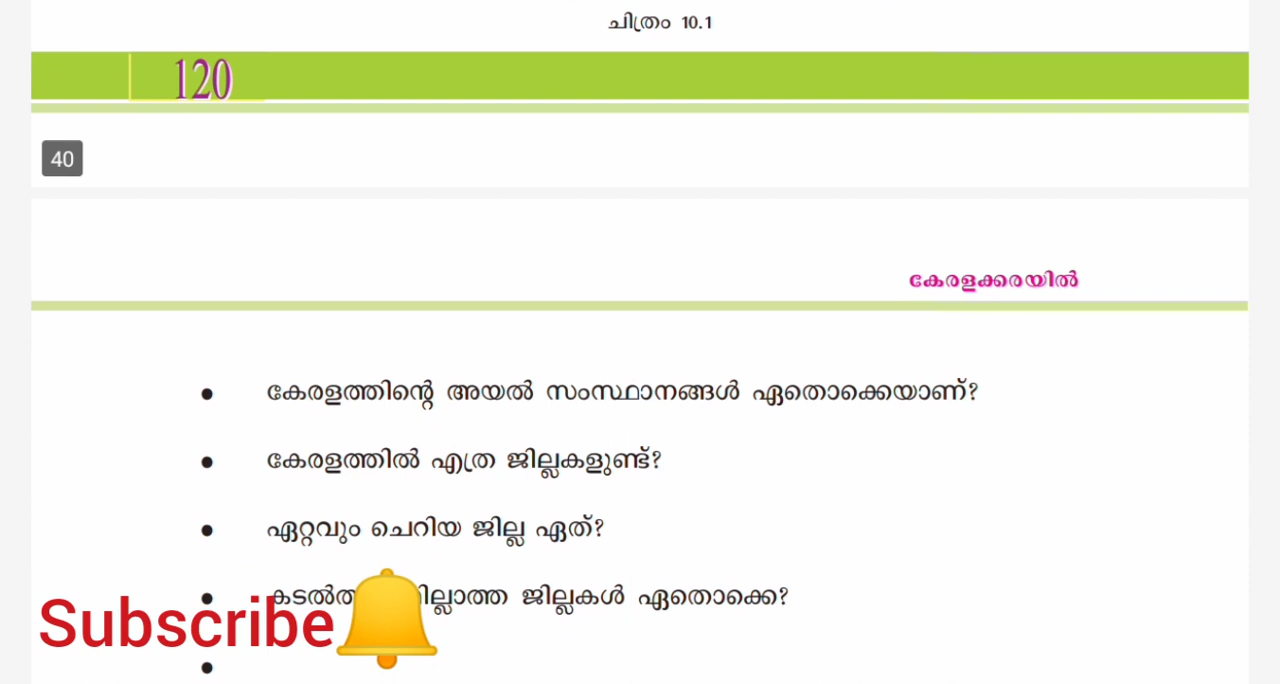 ചിത്രം 10.1
120
40
കേരളക്കരയിൽ
● കേരളത്തിന്റെ അയൽ സംസ്ഥാനങ്ങൾ ഏതൊക്കെയാണ്?
● കേരളത്തിൽ എത്ര ജില്ലകളുണ്ട്?
● ഏറ്റവും ചെറിയ ജില്ല ഏത്?
● ജില്ലകൾ ഏതൊക്കെ?
Subscribe
●